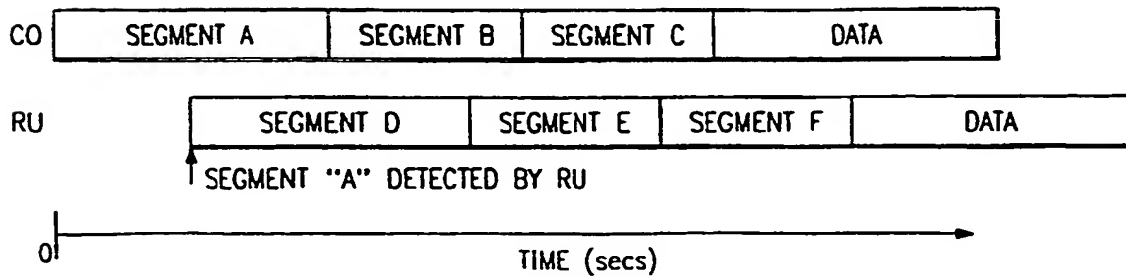 CO SEGMENT A SEGMENT B SEGMENT C DATA
RU SEGMENT D SEGMENT E SEGMENT F DATA
SEGMENT "A" DETECTED BY RU
0
TIME (secs)